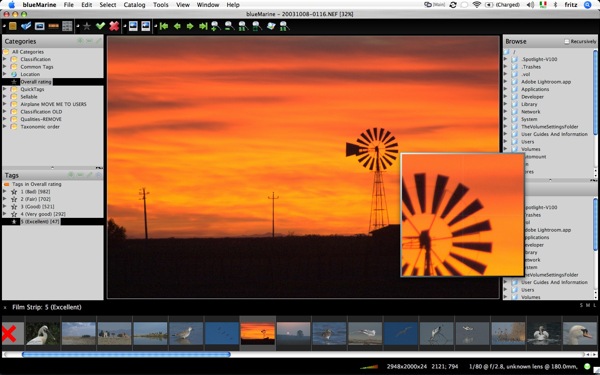 blueMarine File Edit Select Catalog Tools View Window Help (Main) (Charged) fritz
blueMarine - 20031008-0116.NEF [32%]
Categories
All Categories
Classification
Common Tags
Location
Overall rating
QuickTags
Sellable
Airplane MOVE ME TO USERS
Classification OLD
Qualities-REMOVE
Taxonomic order
Tags
Tags in Overall rating
1 (Bad) [982]
2 (Fair) [702]
3 (Good) [521]
4 (Very good) [292]
5 (Excellent) [47]
Browse Recursively
/
.Spotlight-V100
.Trashes
.vol
Adobe Lightroom.app
Applications
Developer
Library
Network
System
TheVolumeSettingsFolder
User Guides And Information
Users
Volumes
automount
.Spotlight-V100
.Trashes
.vol
Adobe Lightroom.app
Applications
Developer
Library
Network
System
TheVolumeSettingsFolder
User Guides And Information
Users
Volumes
Film Strip: 5 (Excellent) S M L
2948x2000x24 2121; 794 1/80 @ f/2.8, unknown lens @ 180.0mm,